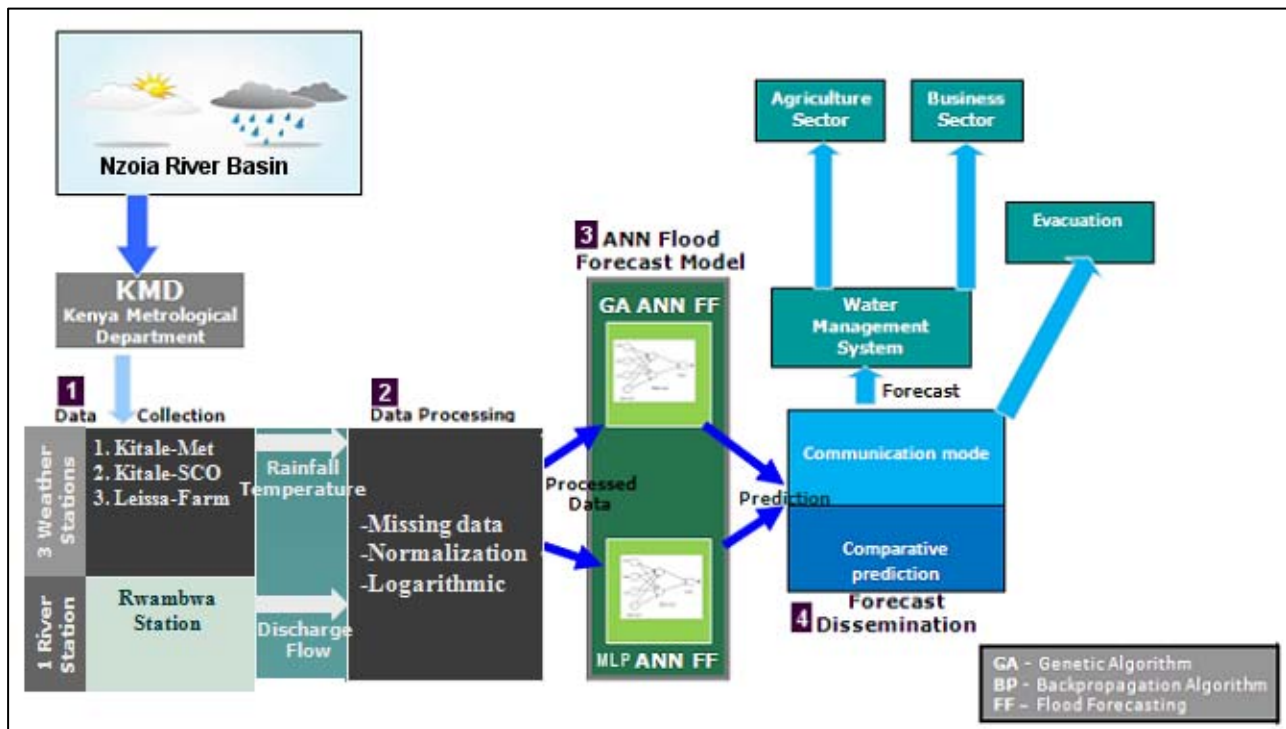 Nzoia River Basin
KMD
Kenya Metrological
Department
1
Data Collection
3 Weather
Stations
1. Kitale-Met
2. Kitale-SCO
3. Leissa-Farm
1 River
Station
Rwambwa
Station
Rainfall
Temperature
Discharge
Flow
2
Data Processing
-Missing data
-Normalization
-Logarithmic
Processed
Data
3 ANN Flood
Forecast Model
GA ANN FF
MLP ANN FF
Prediction
Communication mode
Comparative
prediction
4 Forecast
Dissemination
Forecast
Water
Management
System
Agriculture
Sector
Business
Sector
Evacuation
GA - Genetic Algorithm
BP - Backpropagation Algorithm
FF – Flood Forecasting